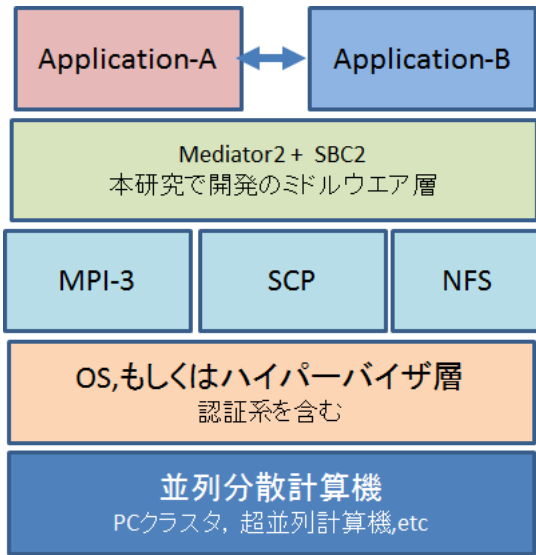 Application-A
Application-B
Mediator2 + SBC2
本研究で開発のミドルウエア層
MPI-3
SCP
NFS
OS,もしくはハイパーバイザ層
認証系を含む
並列分散計算機
PCクラスタ, 超並列計算機,etc